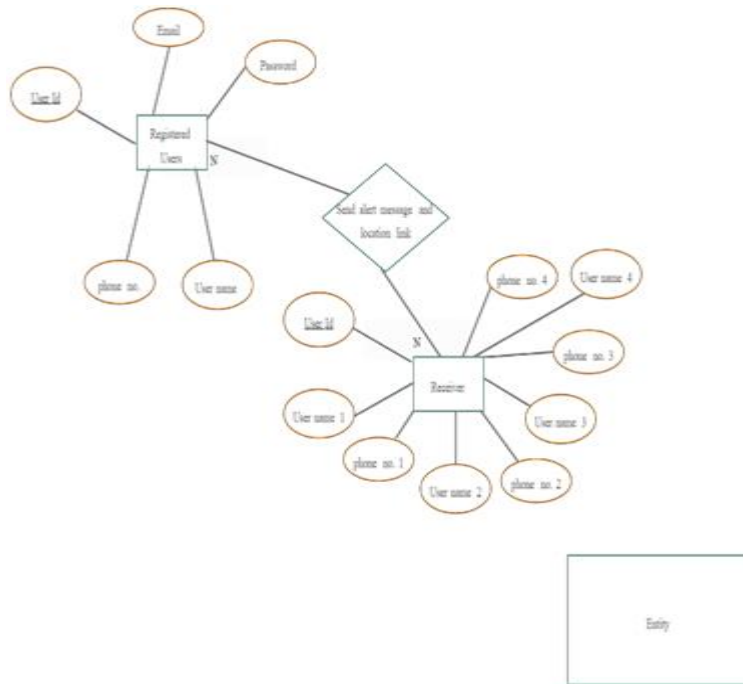 Email
Password
User Id
Registered
Users
N
Send alert message and
location link
phone no.
User name
phone no. 4
User name 4
User Id
N
phone no. 3
Receiver
User name 1
User name 3
phone no. 1
User name 2
phone no. 2
Entity